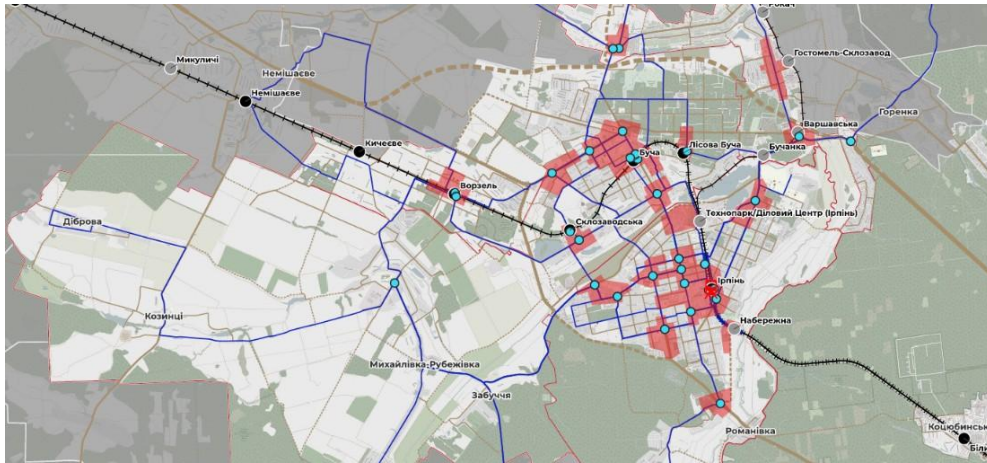 Рокач
Гостомель-Склозавод
Микуличі
Немішаєве
Немішаєве
Горенка
Варшавська
Кичеєве
Буча
Лісова Буча
Бучанка
Ворзель
Діброва
Склозаводська
Технопарк/Діловий Центр (Ірпінь)
Ірпінь
Козинці
Набережна
Михайлівка-Рубежівка
Забуччя
Романівка
Коцюбинськ
Біли